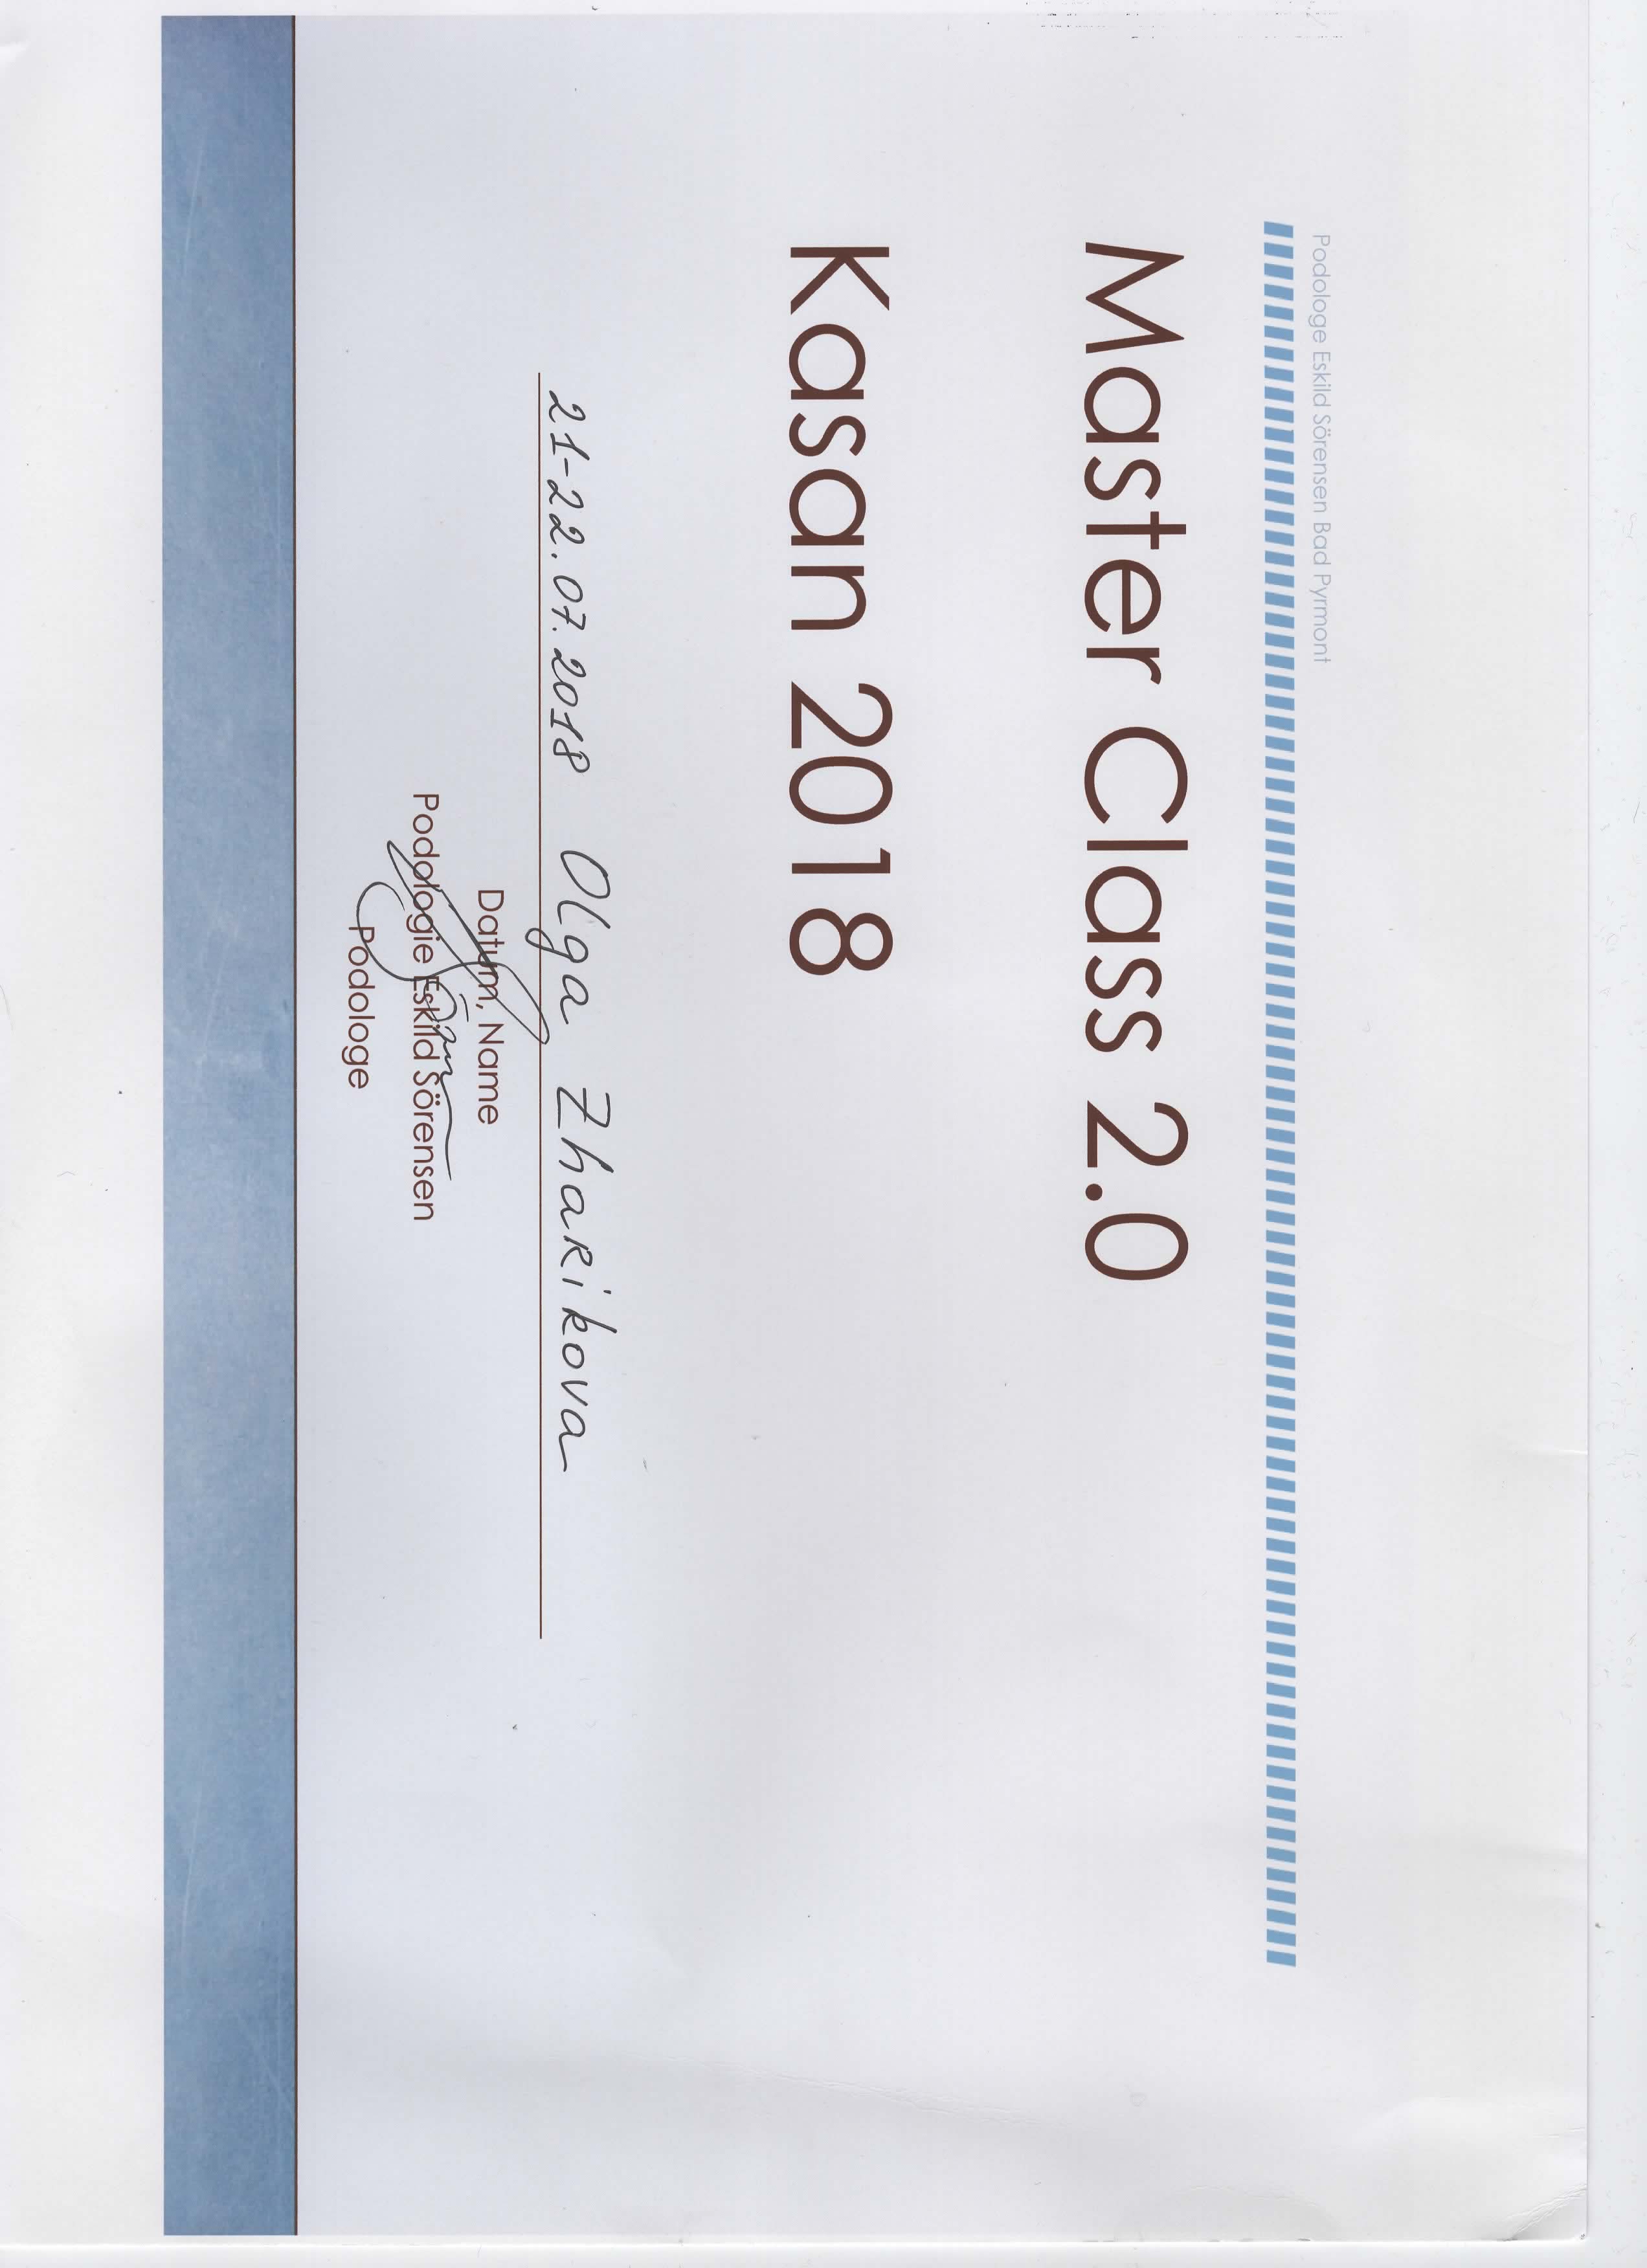 Podologe Eskild Sörensen Bad Pyrmont
Master Class 2.0
Kasan 2018
21-22.07.2018 Olga Zharikova
Datum, Name
Podologie Eskild Sörensen
Podologe